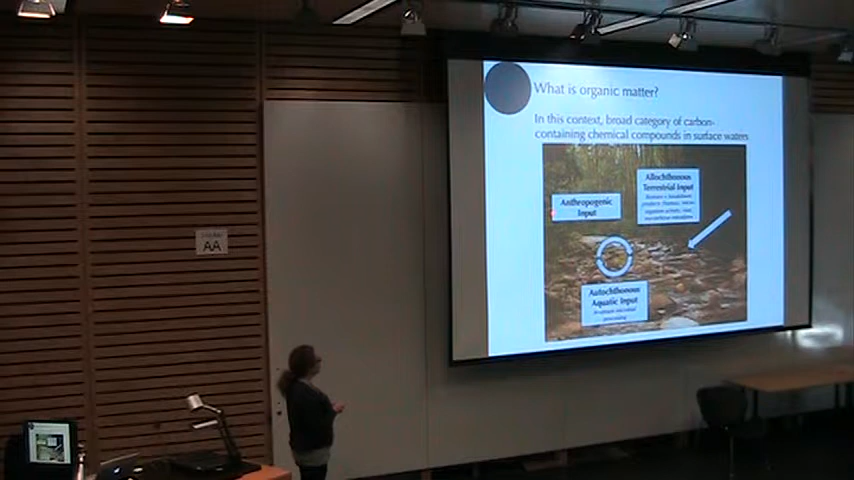 What is organic matter?
In this context, broad category of carbon-
containing chemical compounds in surface waters
Allochthonous
Terrestrial Input
Anthropogenic
Input
Autochthonous
Aquatic Input
processing
AA